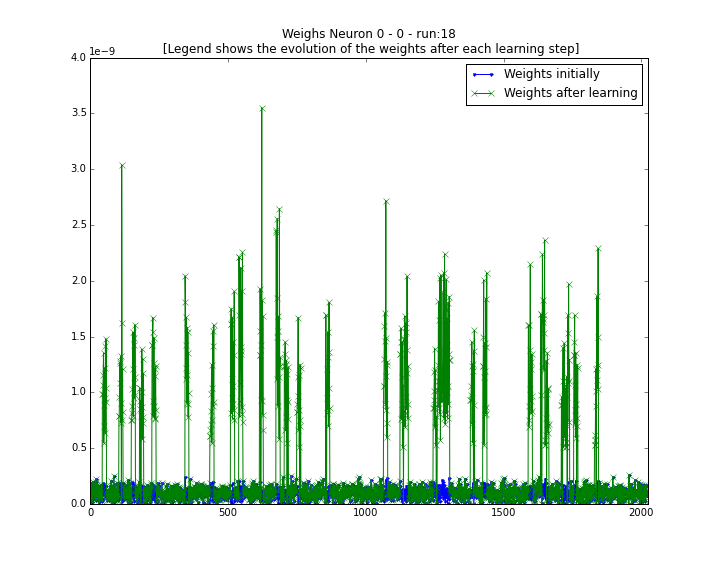 Weighs Neuron 0 - 0 - run:18
[Legend shows the evolution of the weights after each learning step]
1e−9
4.0
3.5
3.0
2.5
2.0
1.5
1.0
0.5
0.0
Weights initially
Weights after learning
0 500 1000 1500 2000